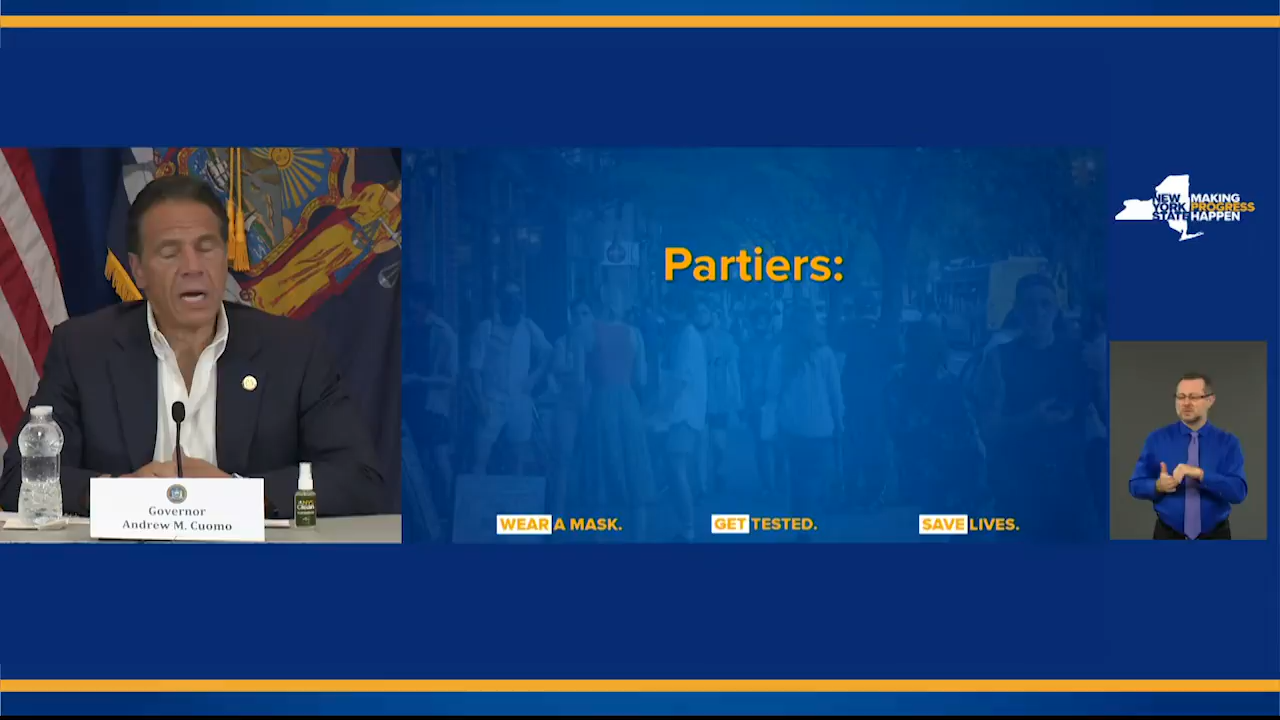 Partiers:
WEAR A MASK.
GET TESTED.
SAVE LIVES.
Governor
Andrew M. Cuomo
NEW
YORK
STATE
MAKING
PROGRESS
HAPPEN